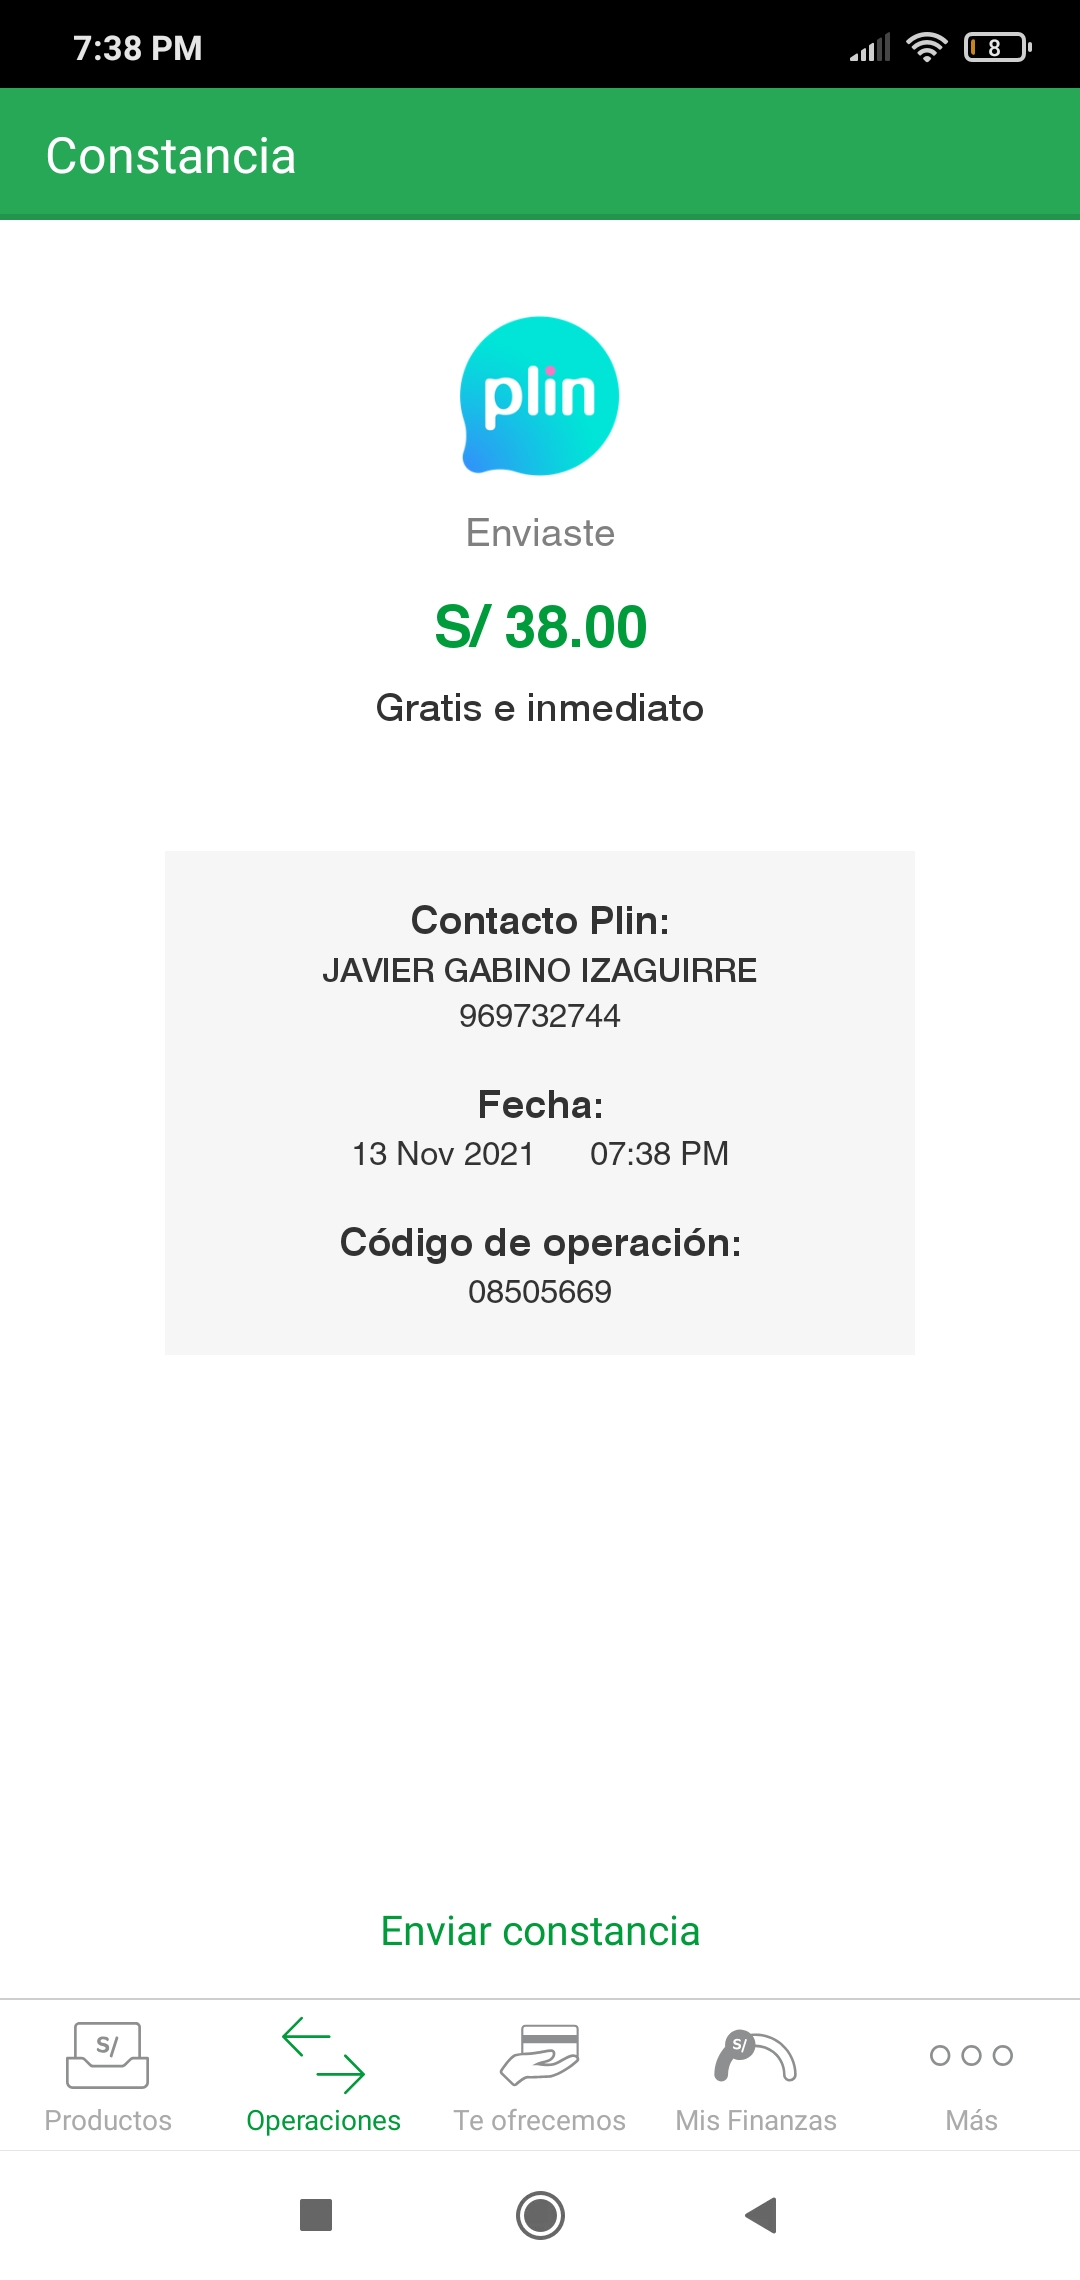 7:38 PM
8
Constancia
plin
Enviaste
S/ 38.00
Gratis e inmediato
Contacto Plin:
JAVIER GABINO IZAGUIRRE
969732744
Fecha:
13 Nov 2021 07:38 PM
Código de operación:
08505669
Enviar constancia
S/ S/
Productos Operaciones Te ofrecemos Mis Finanzas Más